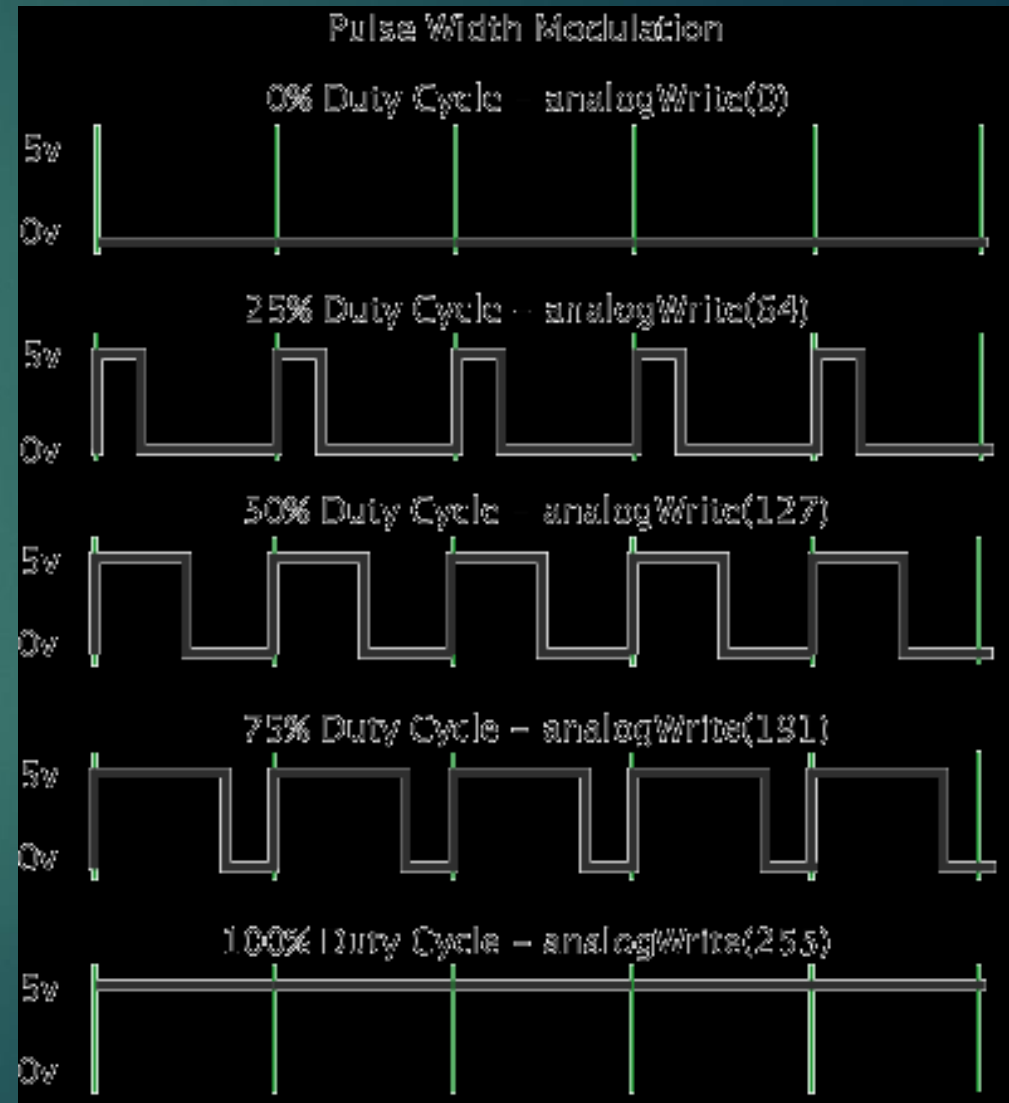 Pulse Width Modulation
0% Duty Cycle – analogWrite(0)
5v
0v
25% Duty Cycle – analogWrite(64)
5v
0v
50% Duty Cycle – analogWrite(127)
5v
0v
75% Duty Cycle – analogWrite(191)
5v
0v
100% Duty Cycle – analogWrite(255)
5v
0v